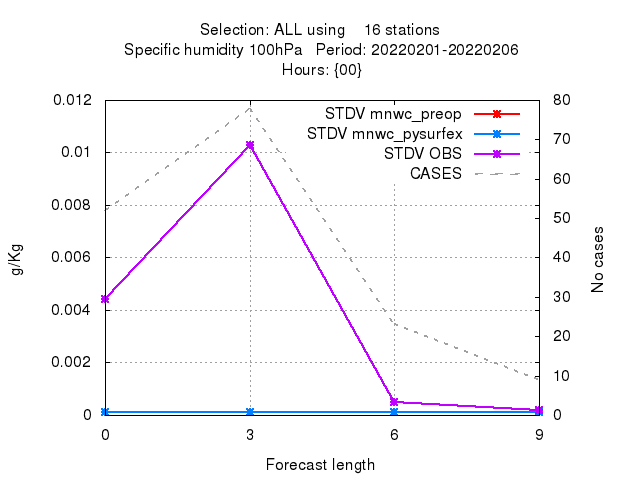 Selection: ALL using    16 stations
Specific humidity 100hPa   Period: 20220201-20220206
Hours: {00}
STDV mnwc_preop
STDV mnwc_pysurfex
STDV OBS
CASES
0.012
0.01
0.008
0.006
0.004
0.002
0
g/Kg
80
70
60
50
40
30
20
10
0
No cases
0 3 6 9
Forecast length